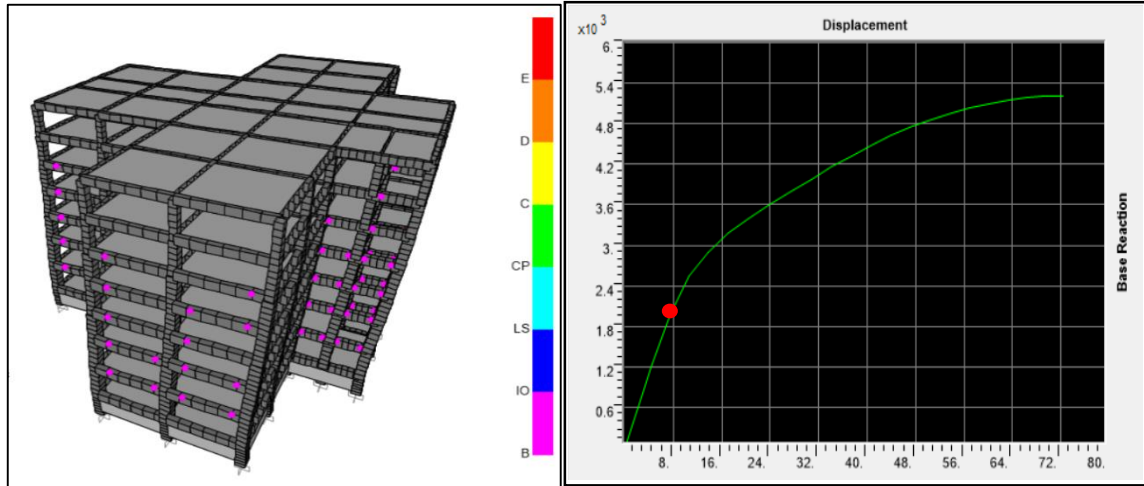 E
D
C
CP
LS
IO
B
Displacement
x10 3
6.
5.4
4.8
4.2
3.6
3.
2.4
1.8
1.2
0.6
Base Reaction
8. 16. 24. 32. 40. 48. 56. 64. 72. 80.